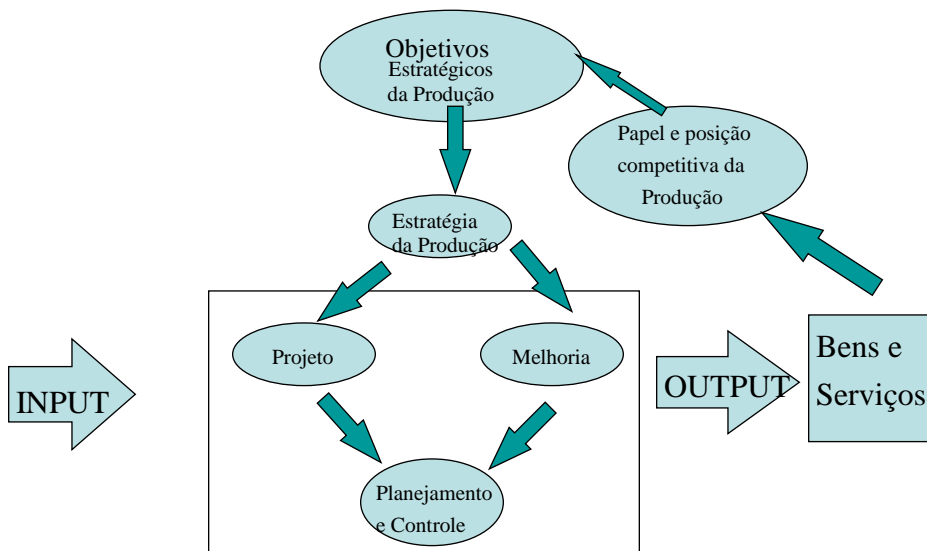 Objetivos
Estratégicos
da Produção
Papel e posição
competitiva da
Produção
Estratégia
da Produção
Projeto
Melhoria
INPUT
OUTPUT
Bens e
Serviços
Planejamento
e Controle